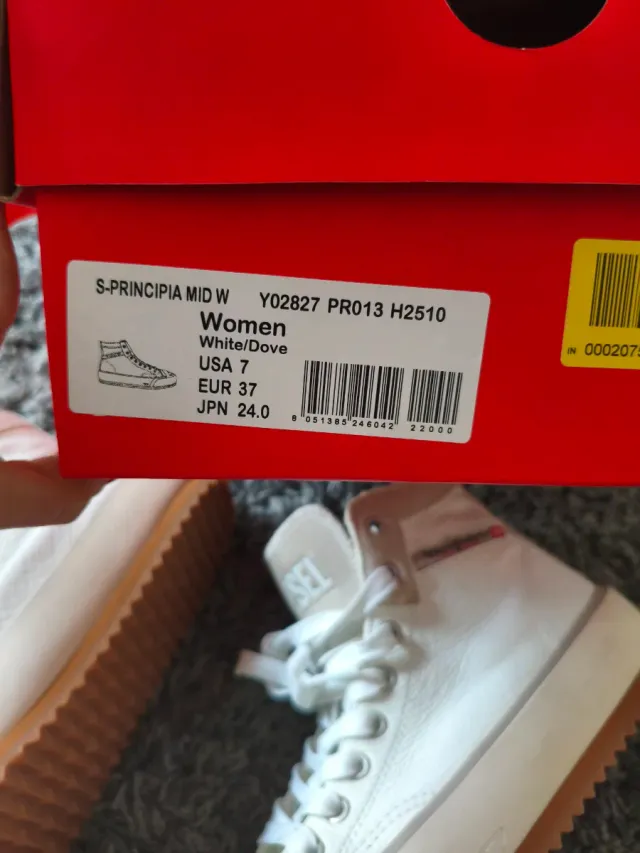 S-PRINCIPIA MID W Y02827 PR013 H2510
Women
White/Dove
USA 7
EUR 37
JPN 24.0
8 051385 246042 22000
IN 000207